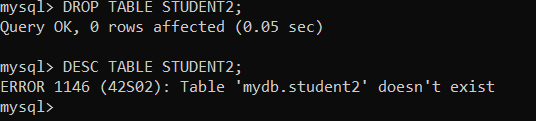 mysql> DROP TABLE STUDENT2;
Query OK, 0 rows affected (0.05 sec)
mysql> DESC TABLE STUDENT2;
ERROR 1146 (42S02): Table 'mydb.student2' doesn't exist
mysql>